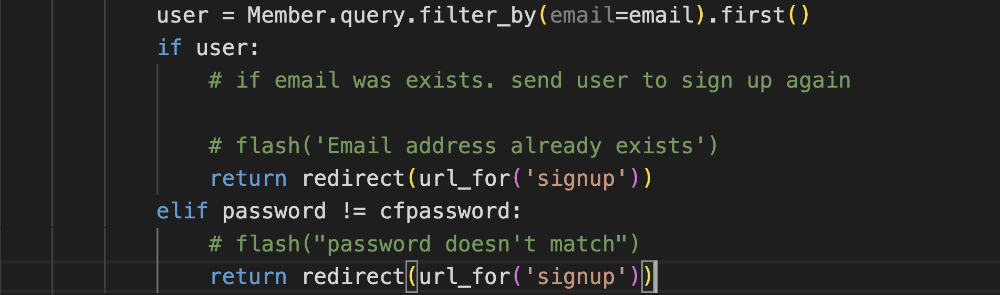 user = Member.query.filter_by(email=email).first()
if user:
# if email was exists. send user to sign up again
# flash('Email address already exists')
return redirect(url_for('signup'))
elif password != cfpassword:
# flash("password doesn't match")
return redirect(url_for('signup'))